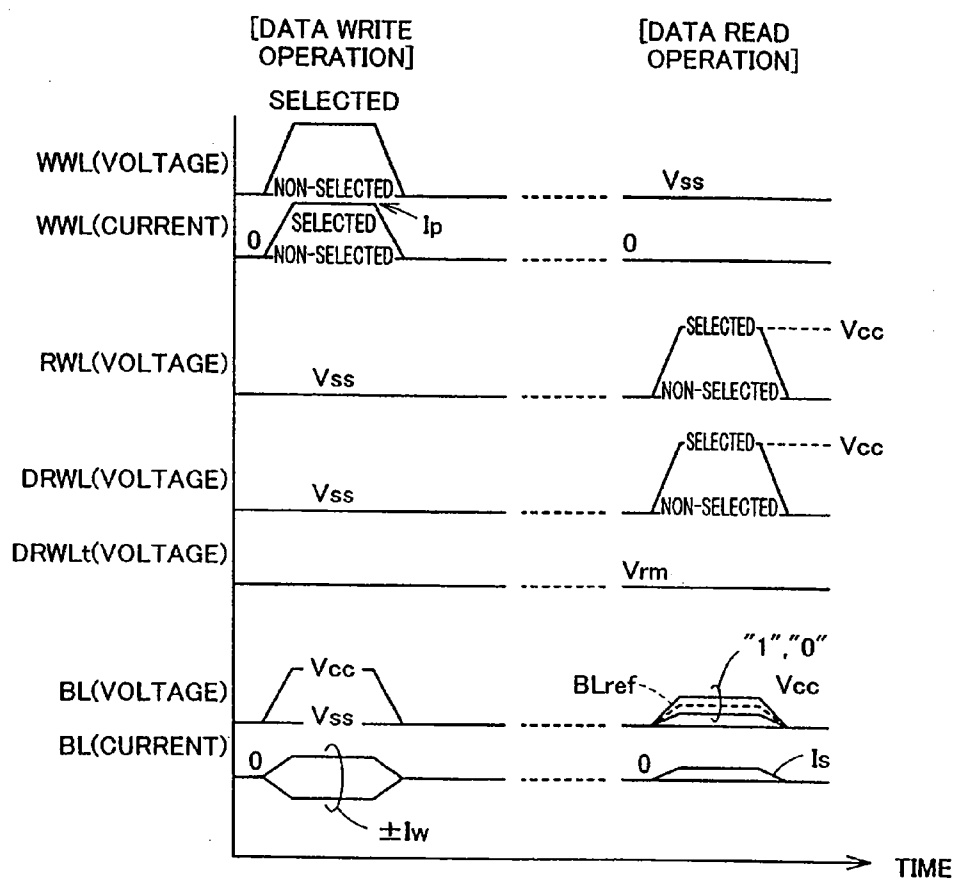 [DATA WRITE
OPERATION]
[DATA READ
OPERATION]
SELECTED
WWL(VOLTAGE)
NON-SELECTED
Vss
WWL(CURRENT)
0
SELECTED
Ip
NON-SELECTED
0
RWL(VOLTAGE)
Vss
SELECTED
Vcc
NON-SELECTED
DRWL(VOLTAGE)
Vss
SELECTED
Vcc
NON-SELECTED
DRWLt(VOLTAGE)
Vrm
BL(VOLTAGE)
Vcc
Vss
"1","0"
BLref
Vcc
BL(CURRENT)
0
±Iw
0
Is
TIME